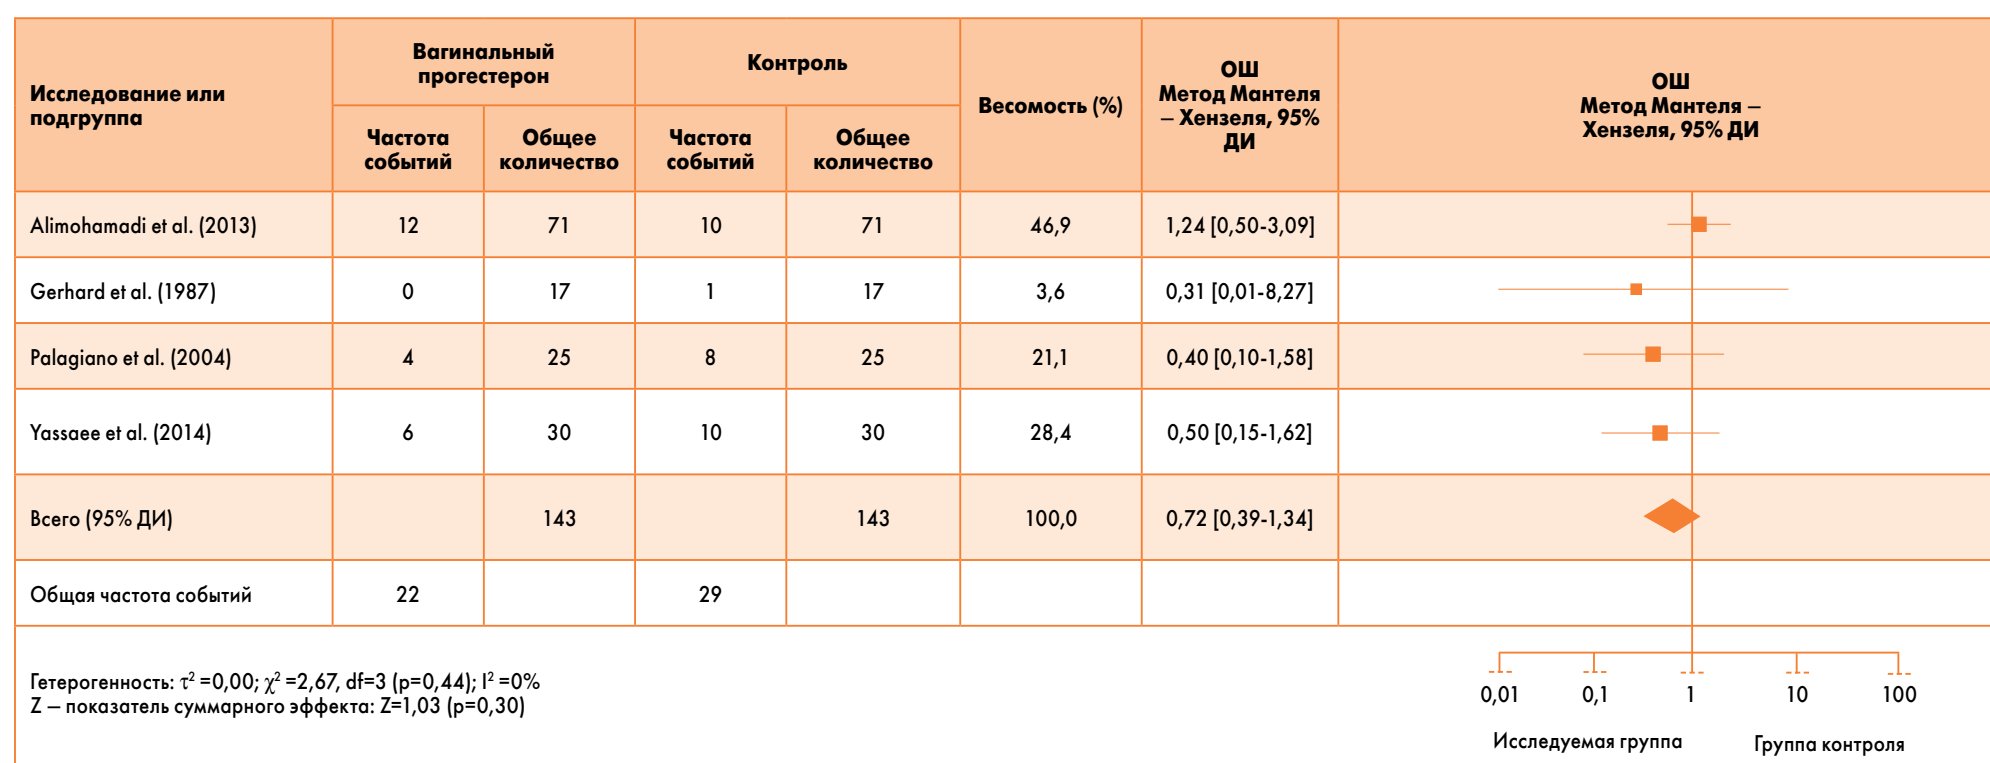 Исследование или
подгруппа
Вагинальный
прогестерон
Контроль
Весомость (%)
ОШ
Метод Мантеля
– Хензеля, 95%
ДИ
ОШ
Метод Мантеля –
Хензеля, 95% ДИ
Частота
событий
Общее
количество
Частота
событий
Общее
количество
Alimohamadi et al. (2013) 12 71 10 71 46,9 1,24 [0,50-3,09]
Gerhard et al. (1987) 0 17 1 17 3,6 0,31 [0,01-8,27]
Palagiano et al. (2004) 4 25 8 25 21,1 0,40 [0,10-1,58]
Yassaee et al. (2014) 6 30 10 30 28,4 0,50 [0,15-1,62]
Всего (95% ДИ) 143 143 100,0 0,72 [0,39-1,34]
Общая частота событий 22 29
Гетерогенность: τ² =0,00; χ² =2,67, df=3 (p=0,44); I² =0%
Z – показатель суммарного эффекта: Z=1,03 (p=0,30)
0,01 0,1 1 10 100
Исследуемая группа Группа контроля